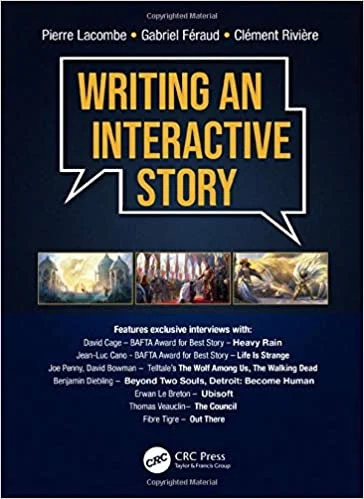 Pierre Lacombe • Gabriel Féraud • Clément Rivière
WRITING AN
INTERACTIVE
STORY
Features exclusive interviews with:
David Cage – BAFTA Award for Best Story – Heavy Rain
Jean-Luc Cano - BAFTA Award for Best Story – Life Is Strange
Joe Penny, David Bowman – Telltale's The Wolf Among Us, The Walking Dead
Benjamin Diebling – Beyond Two Souls, Detroit: Become Human
Erwan Le Breton – Ubisoft
Thomas Veauclin– The Council
Fibre Tigre – Out There
CRC
CRC Press
Taylor & Francis Group